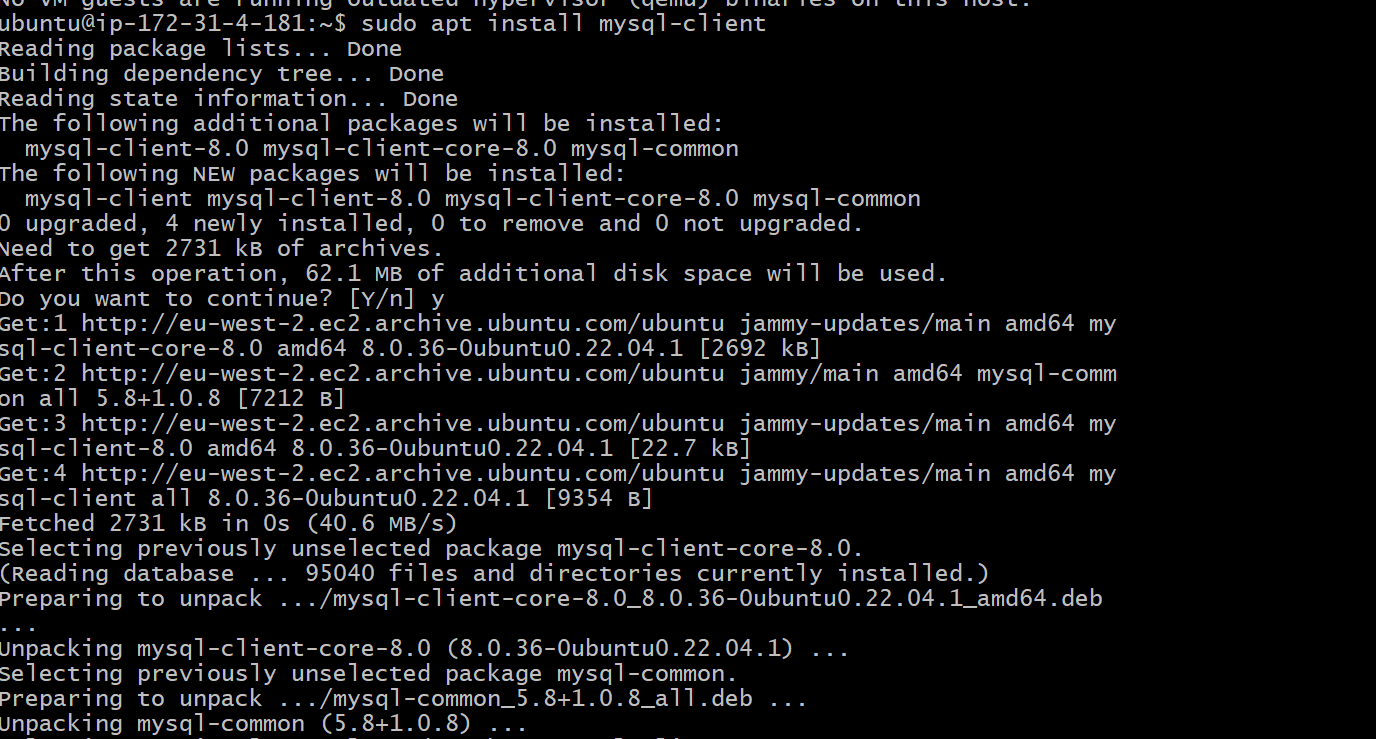 No VM guests are running outdated hypervisor (qemu) binaries on this host.
ubuntu@ip-172-31-4-181:~$ sudo apt install mysql-client
Reading package lists... Done
Building dependency tree... Done
Reading state information... Done
The following additional packages will be installed:
  mysql-client-8.0 mysql-client-core-8.0 mysql-common
The following NEW packages will be installed:
  mysql-client mysql-client-8.0 mysql-client-core-8.0 mysql-common
0 upgraded, 4 newly installed, 0 to remove and 0 not upgraded.
Need to get 2731 kB of archives.
After this operation, 62.1 MB of additional disk space will be used.
Do you want to continue? [Y/n] y
Get:1 http://eu-west-2.ec2.archive.ubuntu.com/ubuntu jammy-updates/main amd64 my
sql-client-core-8.0 amd64 8.0.36-0ubuntu0.22.04.1 [2692 kB]
Get:2 http://eu-west-2.ec2.archive.ubuntu.com/ubuntu jammy/main amd64 mysql-comm
on all 5.8+1.0.8 [7212 B]
Get:3 http://eu-west-2.ec2.archive.ubuntu.com/ubuntu jammy-updates/main amd64 my
sql-client-8.0 amd64 8.0.36-0ubuntu0.22.04.1 [22.7 kB]
Get:4 http://eu-west-2.ec2.archive.ubuntu.com/ubuntu jammy-updates/main amd64 my
sql-client all 8.0.36-0ubuntu0.22.04.1 [9354 B]
Fetched 2731 kB in 0s (40.6 MB/s)
Selecting previously unselected package mysql-client-core-8.0.
(Reading database ... 95040 files and directories currently installed.)
Preparing to unpack .../mysql-client-core-8.0_8.0.36-0ubuntu0.22.04.1_amd64.deb
...
Unpacking mysql-client-core-8.0 (8.0.36-0ubuntu0.22.04.1) ...
Selecting previously unselected package mysql-common.
Preparing to unpack .../mysql-common_5.8+1.0.8_all.deb ...
Unpacking mysql-common (5.8+1.0.8) ...